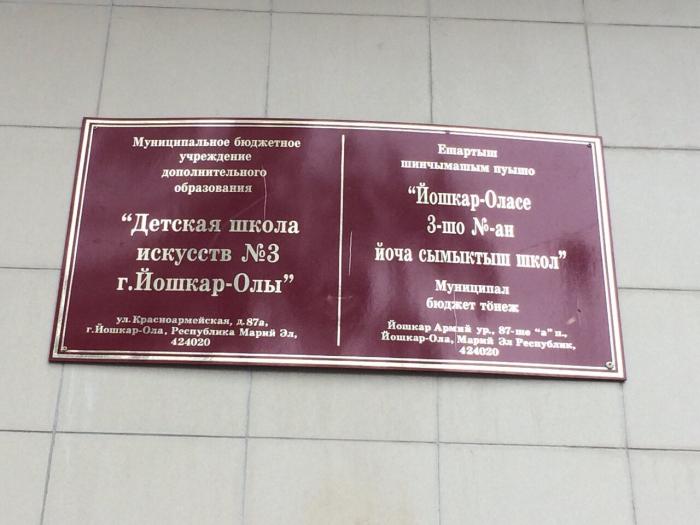 Муниципальное бюджетное
учреждение
дополнительного
образования
“Детская школа
искусств №3
г.Йошкар-Олы”
ул.Красноармейская, д.87а,
г.Йошкар-Ола, Республика Марий Эл,
424020
Ешартыш
шинчымашым пуышо
“Йошкар-Оласе
3-шо №-ан
йоча сымыктыш школ”
Муниципал
бюджет тӧнеж
Йошкар Армий ур., 87-ше “а” п.,
Йошкар-Ола, Марий Эл Республик,
424020